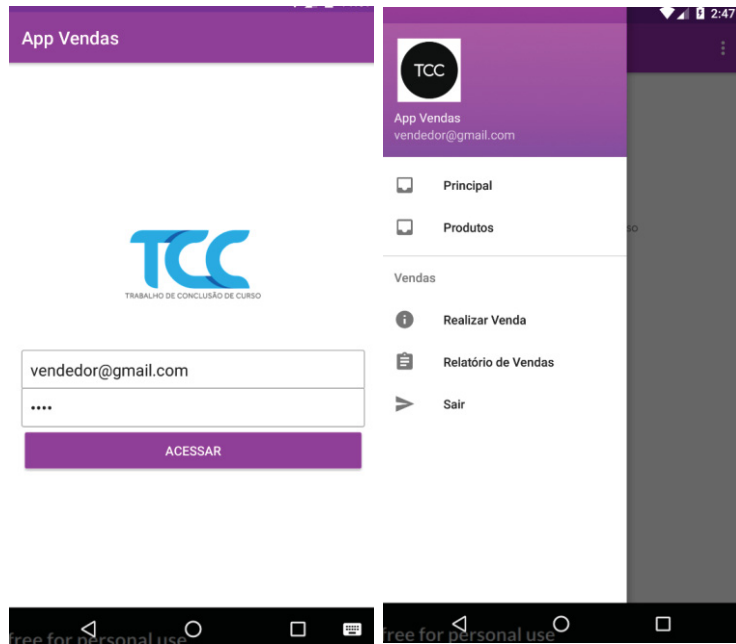 App Vendas
TCC
TRABALHO DE CONCLUSÃO DE CURSO
vendedor@gmail.com
••••
ACESSAR
free for personal use
2:47
TCC
App Vendas
vendedor@gmail.com
Principal
Produtos
so
Vendas
Realizar Venda
Relatório de Vendas
Sair
free for personal use